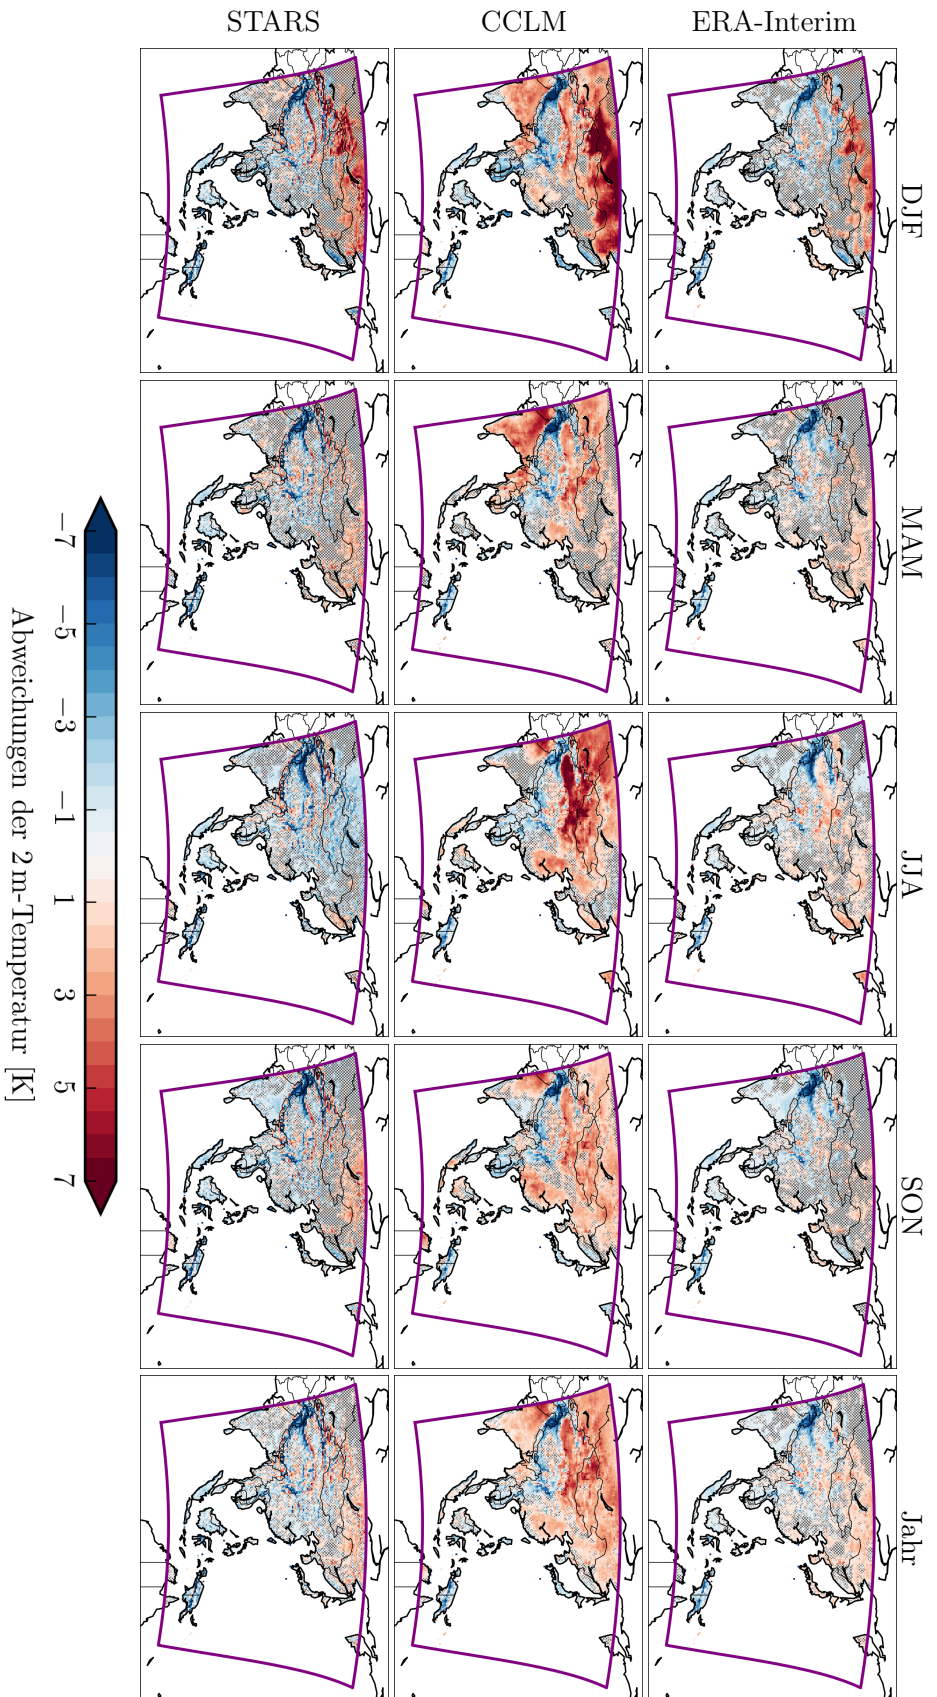 STARS
CCLM
ERA-Interim
DJF
MAM
JJA
SON
Jahr
−7 −5 −3 −1 1 3 5 7
Abweichungen der 2 m-Temperatur [K]